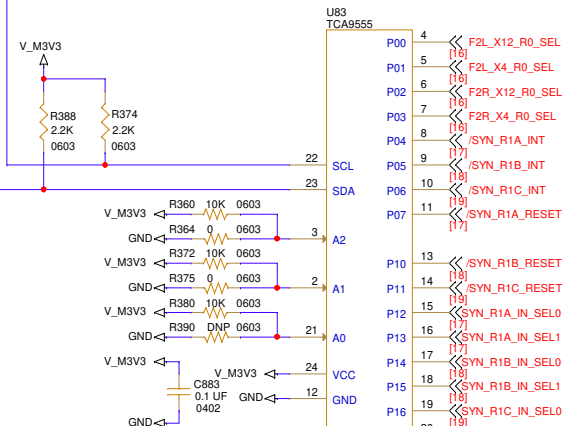 U83
TCA9555
V_M3V3
R388
2.2K
0603
R374
2.2K
0603
22 SCL
23 SDA
R360 10K 0603
V_M3V3
R364 0 0603
GND
3 A2
R372 10K 0603
V_M3V3
R375 0 0603
GND
2 A1
R380 10K 0603
V_M3V3
R390 DNP 0603
GND
21 A0
V_M3V3
C883
0.1 UF
0402
GND
V_M3V3 24 VCC
GND 12 GND
P00 4 F2L_X12_R0_SEL
[16]
P01 5 F2L_X4_R0_SEL
[16]
P02 6 F2R_X12_R0_SEL
[16]
P03 7 F2R_X4_R0_SEL
[16]
P04 8 /SYN_R1A_INT
[17]
P05 9 /SYN_R1B_INT
[18]
P06 10 /SYN_R1C_INT
[19]
P07 11 /SYN_R1A_RESET
[17]
P10 13 /SYN_R1B_RESET
[18]
P11 14 /SYN_R1C_RESET
[19]
P12 15 SYN_R1A_IN_SEL0
[17]
P13 16 SYN_R1A_IN_SEL1
[17]
P14 17 SYN_R1B_IN_SEL0
[18]
P15 18 SYN_R1B_IN_SEL1
[18]
P16 19 SYN_R1C_IN_SEL0
[19]